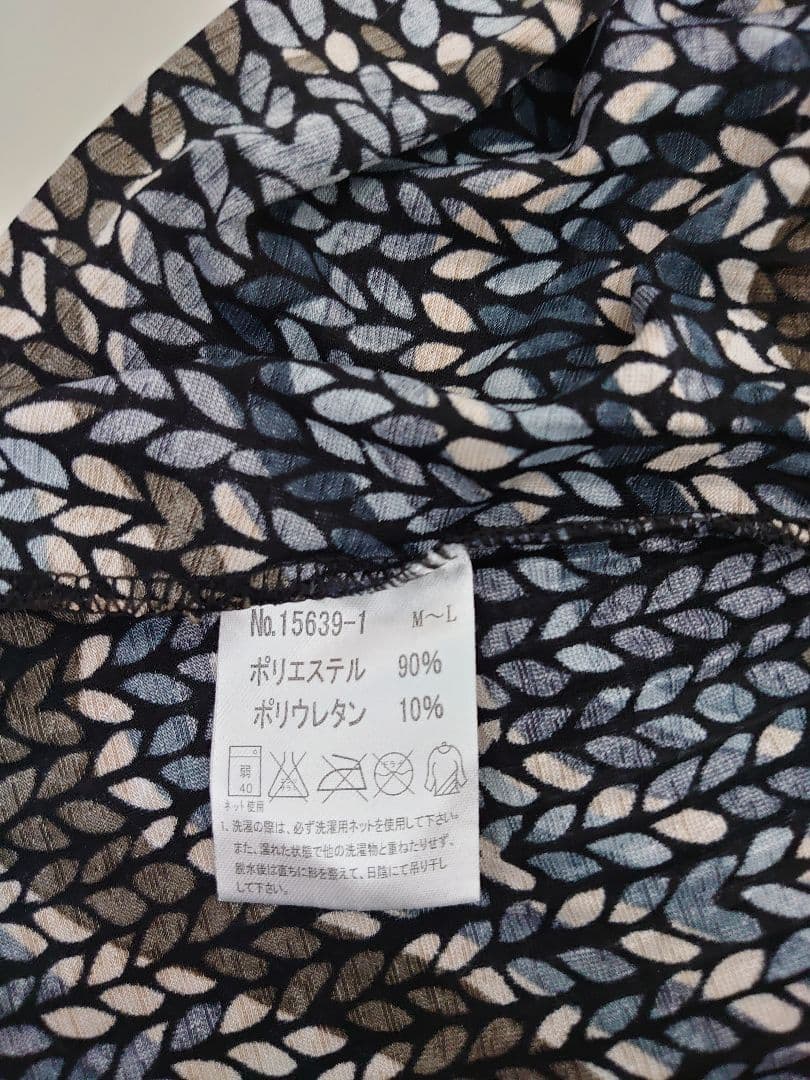 No.15639-1 M～L
ポリエステル 90%
ポリウレタン 10%
弱
40
ネット使用
1. 洗濯の際は、必ず洗濯用ネットを使用して下さい。
また、濡れた状態で他の洗濯物と重ねたりせず、
脱水後は直ちに形を整えて、日陰にて吊り干し
して下さい。